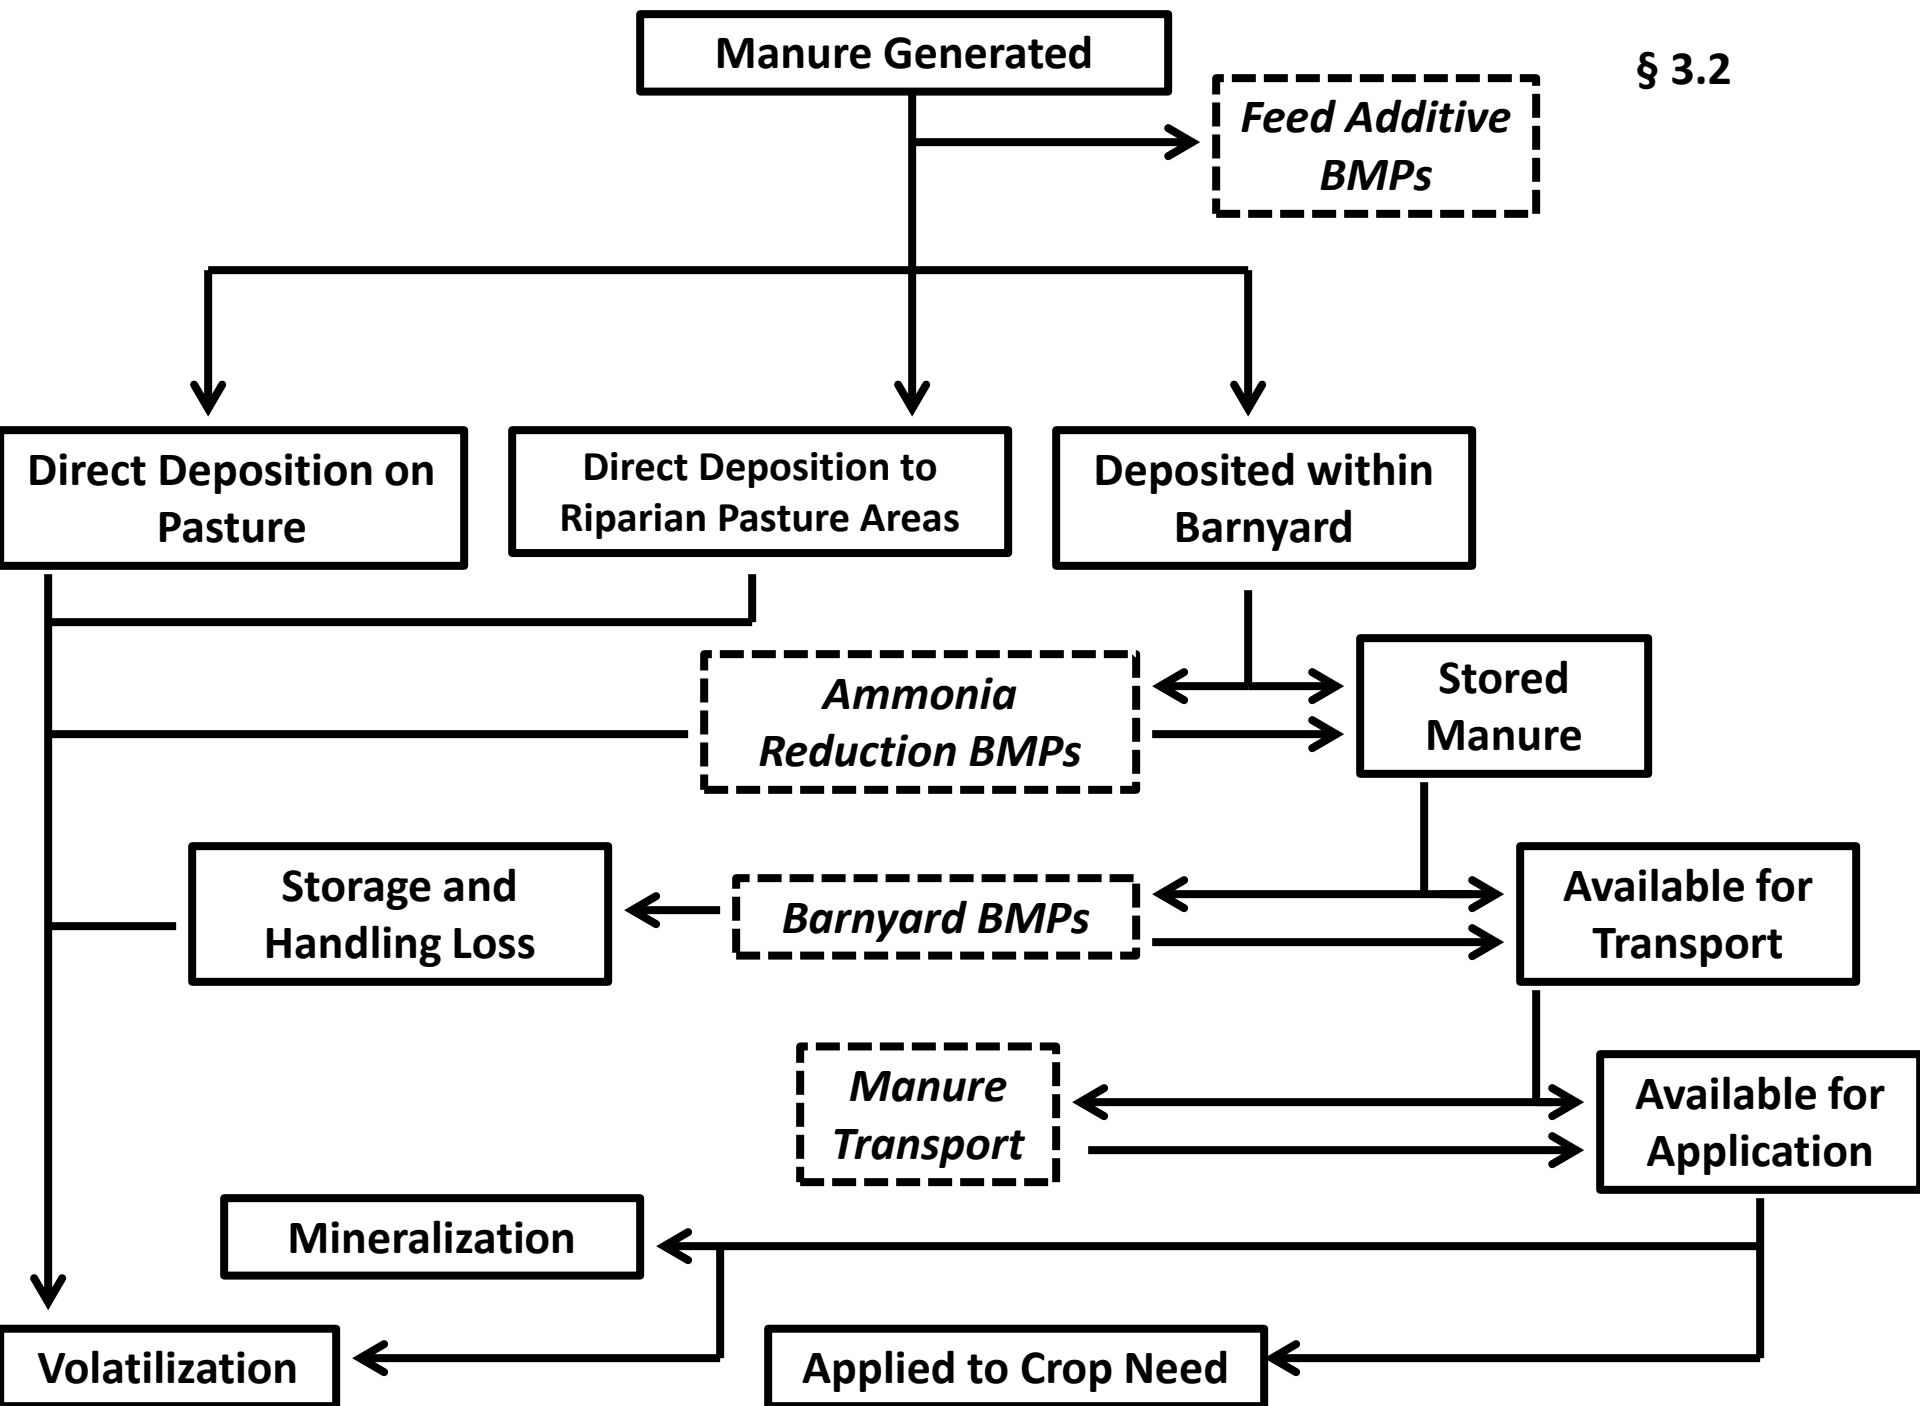 Manure Generated
§ 3.2
Feed Additive
BMPs
Direct Deposition on
Pasture
Direct Deposition to
Riparian Pasture Areas
Deposited within
Barnyard
Ammonia
Reduction BMPs
Stored
Manure
Storage and
Handling Loss
Barnyard BMPs
Available for
Transport
Manure
Transport
Available for
Application
Mineralization
Volatilization
Applied to Crop Need